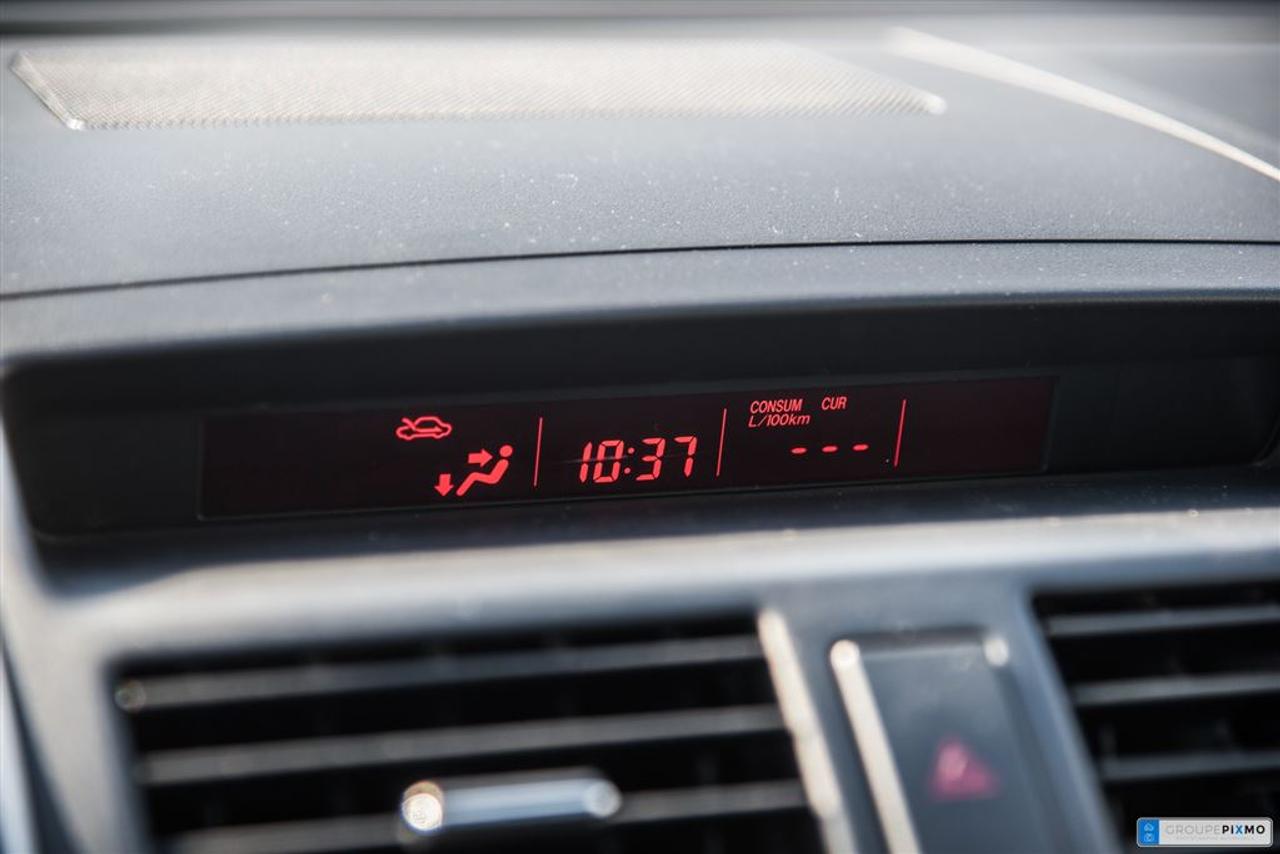 CONSUM CUR
L/100km
10:37 ---
GROUPEPIXMO